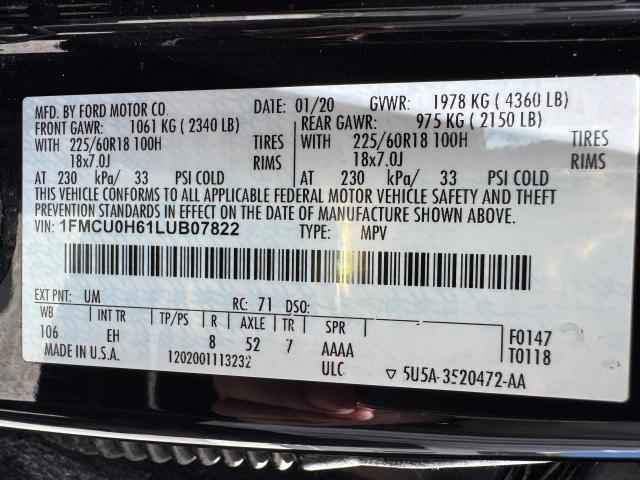 MFD. BY FORD MOTOR CO. DATE: 01/20 GVWR: 1978 KG ( 4360 LB)
FRONT GAWR: 1061 KG ( 2340 LB) REAR GAWR: 975 KG ( 2150 LB)
WITH 225/60R18 100H TIRES WITH 225/60R18 100H TIRES
18x7.0J RIMS 18x7.0J RIMS
AT 230 kPa/ 33 PSI COLD AT 230 kPa/ 33 PSI COLD
THIS VEHICLE CONFORMS TO ALL APPLICABLE FEDERAL MOTOR VEHICLE SAFETY AND THEFT
PREVENTION STANDARDS IN EFFECT ON THE DATE OF MANUFACTURE SHOWN ABOVE.
VIN: 1FMCU0H61LUB07822 TYPE: MPV
EXT PNT: UM RC: 71 DSO:
WB INT TR TP/PS R AXLE TR SPR F0147
106 EH 8 52 7 AAAA T0118
MADE IN U.S.A. 1202001113232 ULC ▽ 5U5A-3520472-AA